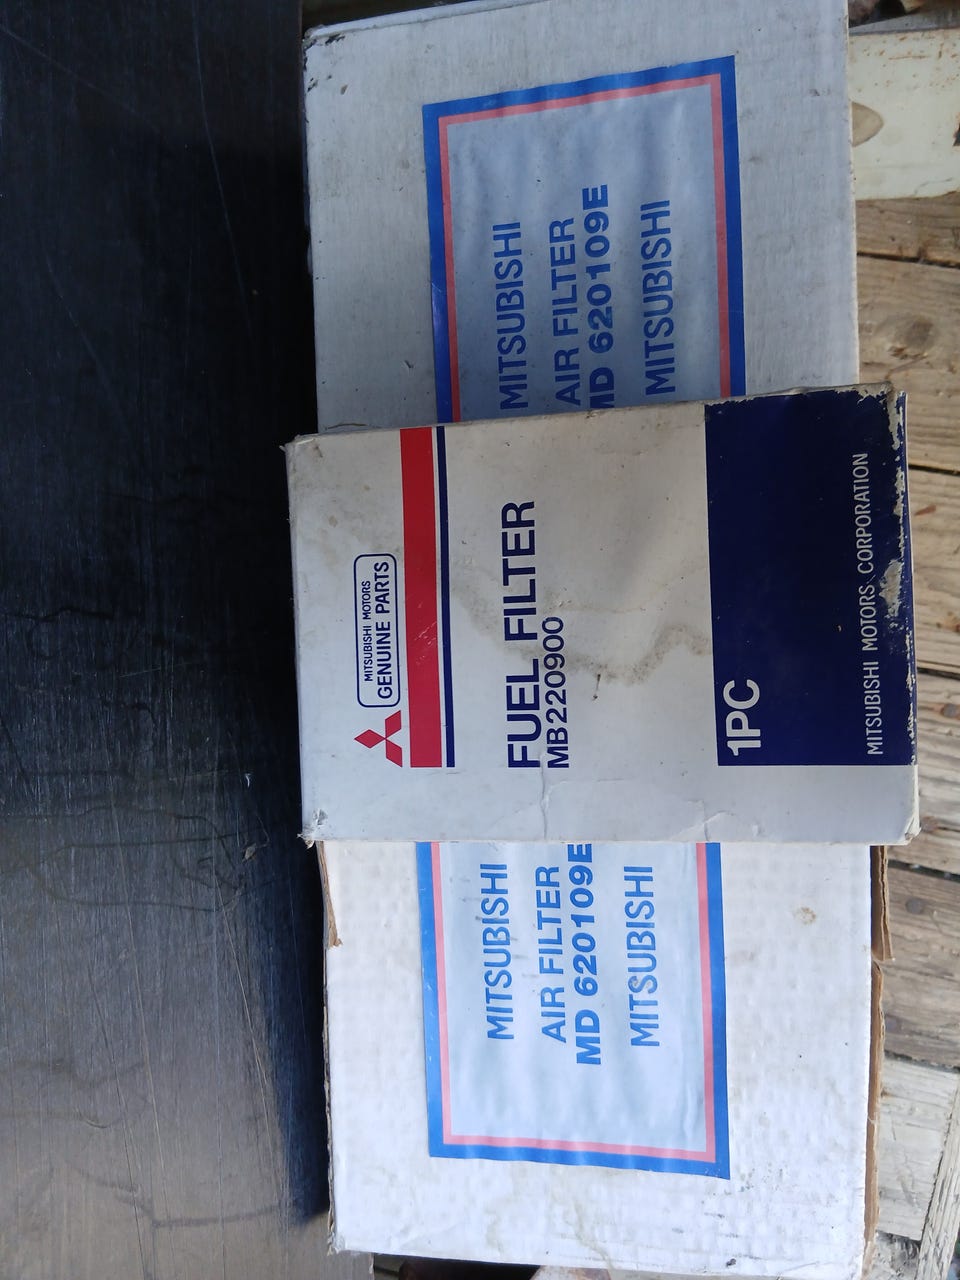 MITSUBISHI
AIR FILTER
MD 620109E
MITSUBISHI
MITSUBISHI MOTORS
GENUINE PARTS
FUEL FILTER
MB220900
1PC
MITSUBISHI MOTORS CORPORATION
MITSUBISHI
AIR FILTER
MD 620109E
MITSUBISHI